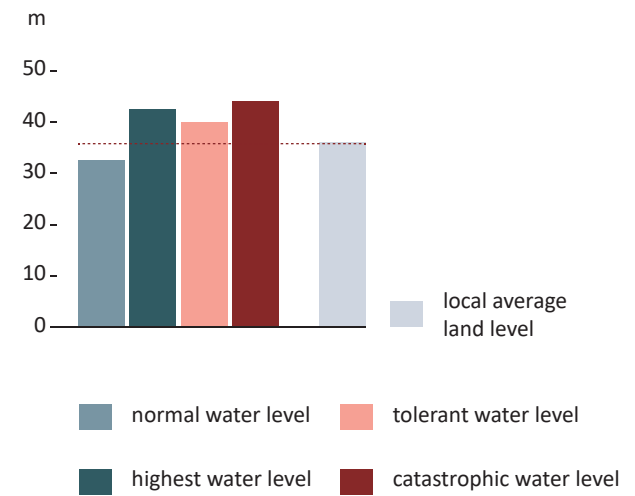 m
50
40
30
20
10
0
local average
land level
normal water level
tolerant water level
highest water level
catastrophic water level